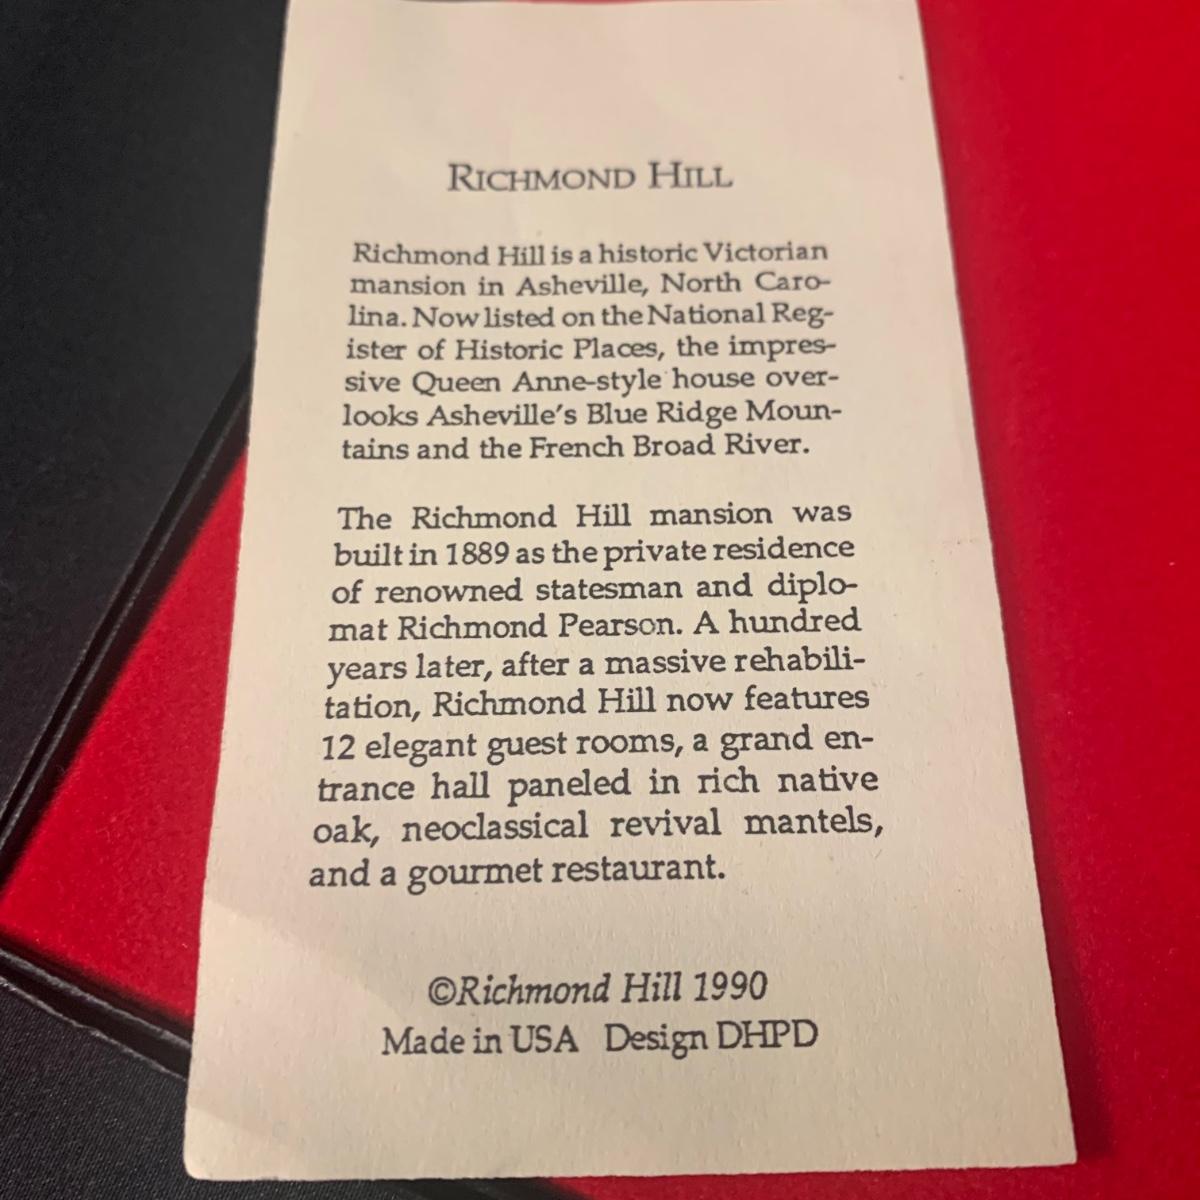 RICHMOND HILL
Richmond Hill is a historic Victorian
mansion in Asheville, North Caro-
lina. Now listed on the National Reg-
ister of Historic Places, the impres-
sive Queen Anne-style house over-
looks Asheville's Blue Ridge Moun-
tains and the French Broad River.
The Richmond Hill mansion was
built in 1889 as the private residence
of renowned statesman and diplo-
mat Richmond Pearson. A hundred
years later, after a massive rehabili-
tation, Richmond Hill now features
12 elegant guest rooms, a grand en-
trance hall paneled in rich native
oak, neoclassical revival mantels,
and a gourmet restaurant.
©Richmond Hill 1990
Made in USA Design DHPD